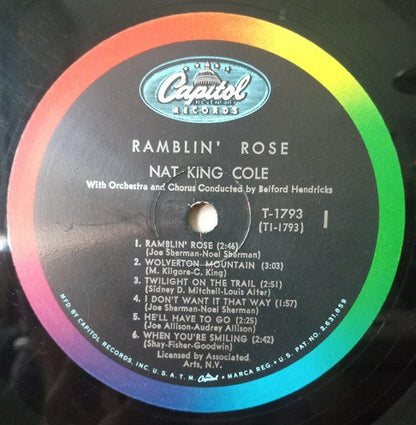 Capitol
RECORDS
RAMBLIN' ROSE
NAT KING COLE
With Orchestra and Chorus Conducted by Belford Hendricks
T-1793
(T1-1793)
1
1. RAMBLIN' ROSE (2:46)
(Joe Sherman-Noel Sherman)
2. WOLVERTON MOUNTAIN (3:03)
(M. Kilgore-C. King)
3. TWILIGHT ON THE TRAIL (2:51)
(Sidney D. Mitchell-Louis Alter)
4. I DON'T WANT IT THAT WAY (1:57)
(Joe Sherman-Noel Sherman)
5. HE'LL HAVE TO GO (2:25)
(Joe Allison-Audrey Allison)
6. WHEN YOU'RE SMILING (2:42)
(Shay-Fisher-Goodwin)
Licensed by Associated
Arts, N.V.
MFD. BY CAPITOL RECORDS, INC. U.S.A. T.M. Capitol MARCA REG. • U.S. PAT. NO. 2,631,859